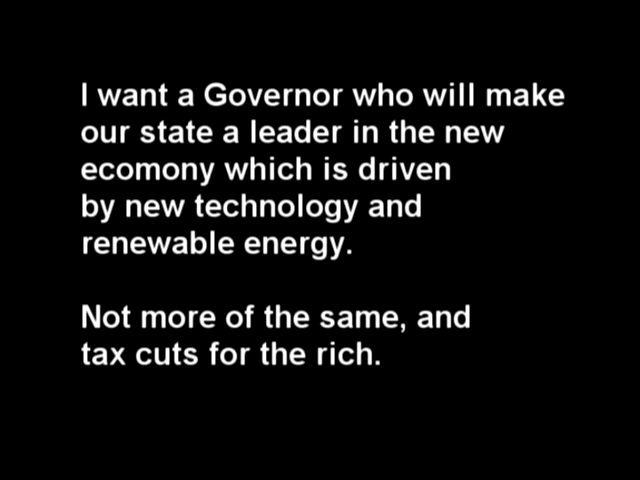 I want a Governor who will make
our state a leader in the new
ecomony which is driven
by new technology and
renewable energy.
Not more of the same, and
tax cuts for the rich.